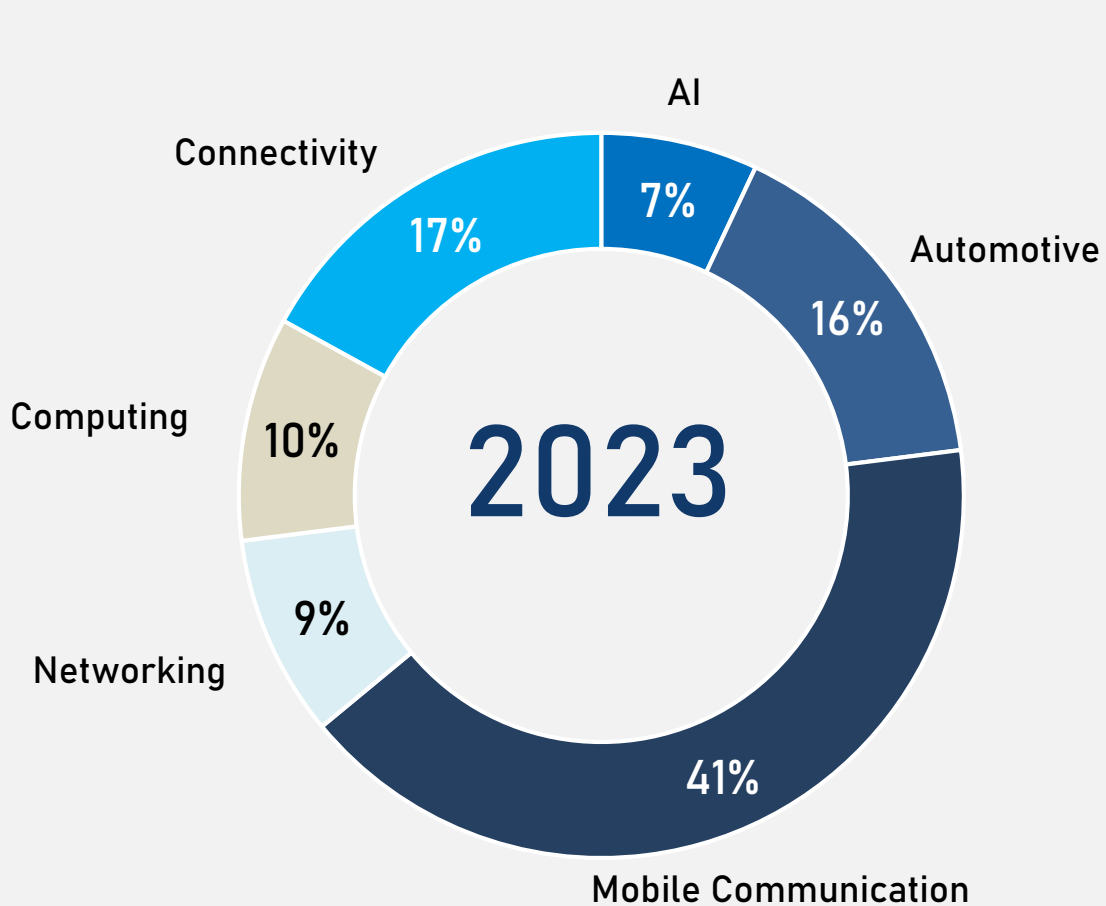 AI
7%
Automotive
16%
Mobile Communication
41%
Networking
9%
Computing
10%
Connectivity
17%
2023